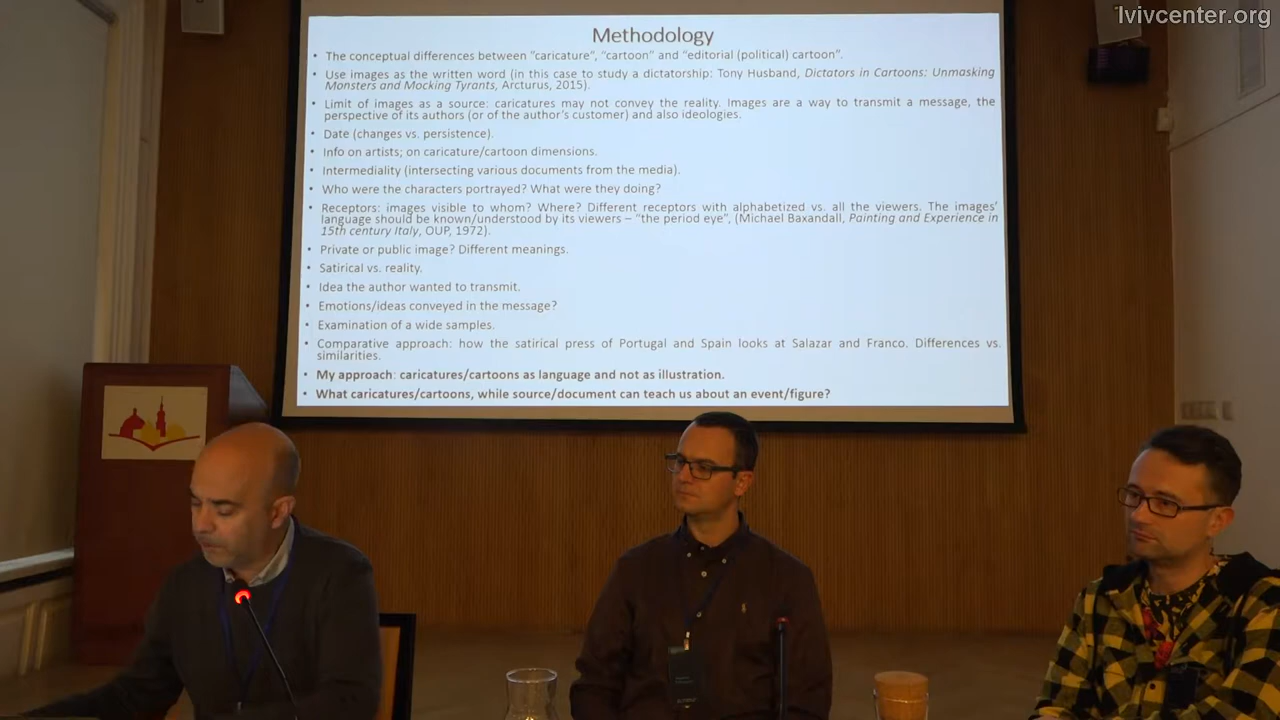 lvivcenter.org
Methodology
• The conceptual differences between "caricature", "cartoon" and "editorial (political) cartoon".
• Use images as the written word (in this case to study a dictatorship: Tony Husband, Dictators in Cartoons: Unmasking
Monsters and Mocking Tyrants, Arcturus, 2015).
• Limit of images as a source: caricatures may not convey the reality. Images are a way to transmit a message, the
perspective of its authors (or of the author's customer) and also ideologies.
• Date (changes vs. persistence).
• Info on artists; on caricature/cartoon dimensions.
• Intermediality (intersecting various documents from the media).
• Who were the characters portrayed? What were they doing?
• Receptors: images visible to whom? Where? Different receptors with alphabetized vs. all the viewers. The images'
language should be known/understood by its viewers – "the period eye", (Michael Baxandall, Painting and Experience in
15th century Italy, OUP, 1972).
• Private or public image? Different meanings.
• Satirical vs. reality.
• Idea the author wanted to transmit.
• Emotions/ideas conveyed in the message?
• Examination of a wide samples.
• Comparative approach: how the satirical press of Portugal and Spain looks at Salazar and Franco. Differences vs.
similarities.
• My approach: caricatures/cartoons as language and not as illustration.
• What caricatures/cartoons, while source/document can teach us about an event/figure?